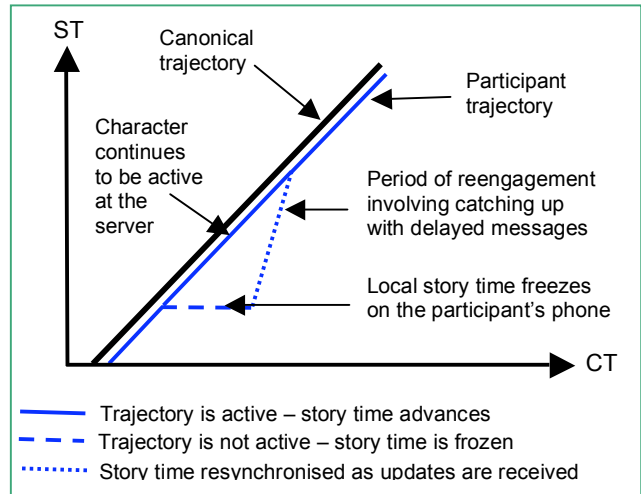 ST
Canonical
trajectory
Participant
trajectory
Character
continues
to be active
at the
server
Period of reengagement
involving catching up
with delayed messages
Local story time freezes
on the participant's phone
CT
Trajectory is active – story time advances
Trajectory is not active – story time is frozen
Story time resynchronised as updates are received